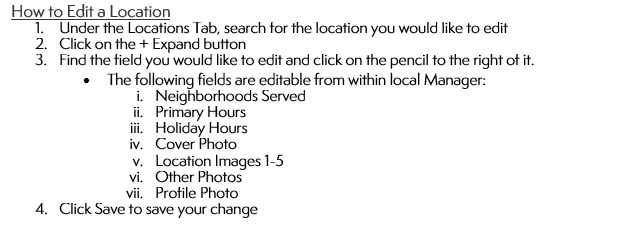 How to Edit a Location
1. Under the Locations Tab, search for the location you would like to edit
2. Click on the + Expand button
3. Find the field you would like to edit and click on the pencil to the right of it.
• The following fields are editable from within local Manager:
i. Neighborhoods Served
ii. Primary Hours
iii. Holiday Hours
iv. Cover Photo
v. Location Images 1-5
vi. Other Photos
vii. Profile Photo
4. Click Save to save your change